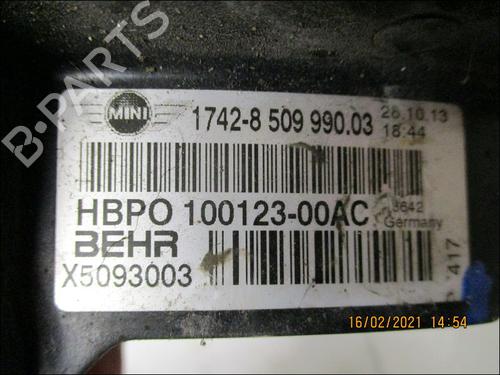 B-PARTS
MINI
1742-8 509 990.03
26.10.13
18:44
HBPO 100123-00AC
Germany
BEHR
X5093003
417
16/02/2021 14:54